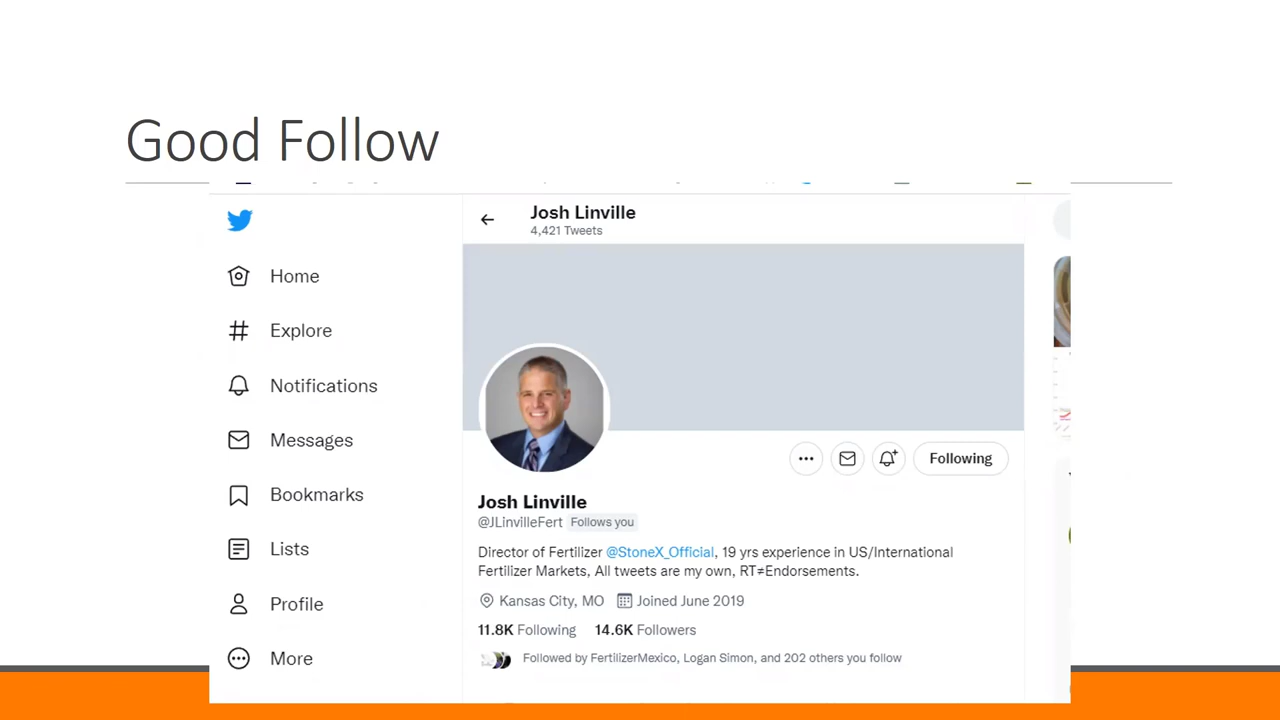 Good Follow
Josh Linville
4,421 Tweets
Home
Explore
Notifications
Messages
Bookmarks
Lists
Profile
More
Following
Josh Linville
@JLinvilleFert Follows you
Director of Fertilizer @StoneX_Official, 19 yrs experience in US/International
Fertilizer Markets, All tweets are my own, RT≠Endorsements.
Kansas City, MO Joined June 2019
11.8K Following 14.6K Followers
Followed by FertilizerMexico, Logan Simon, and 202 others you follow